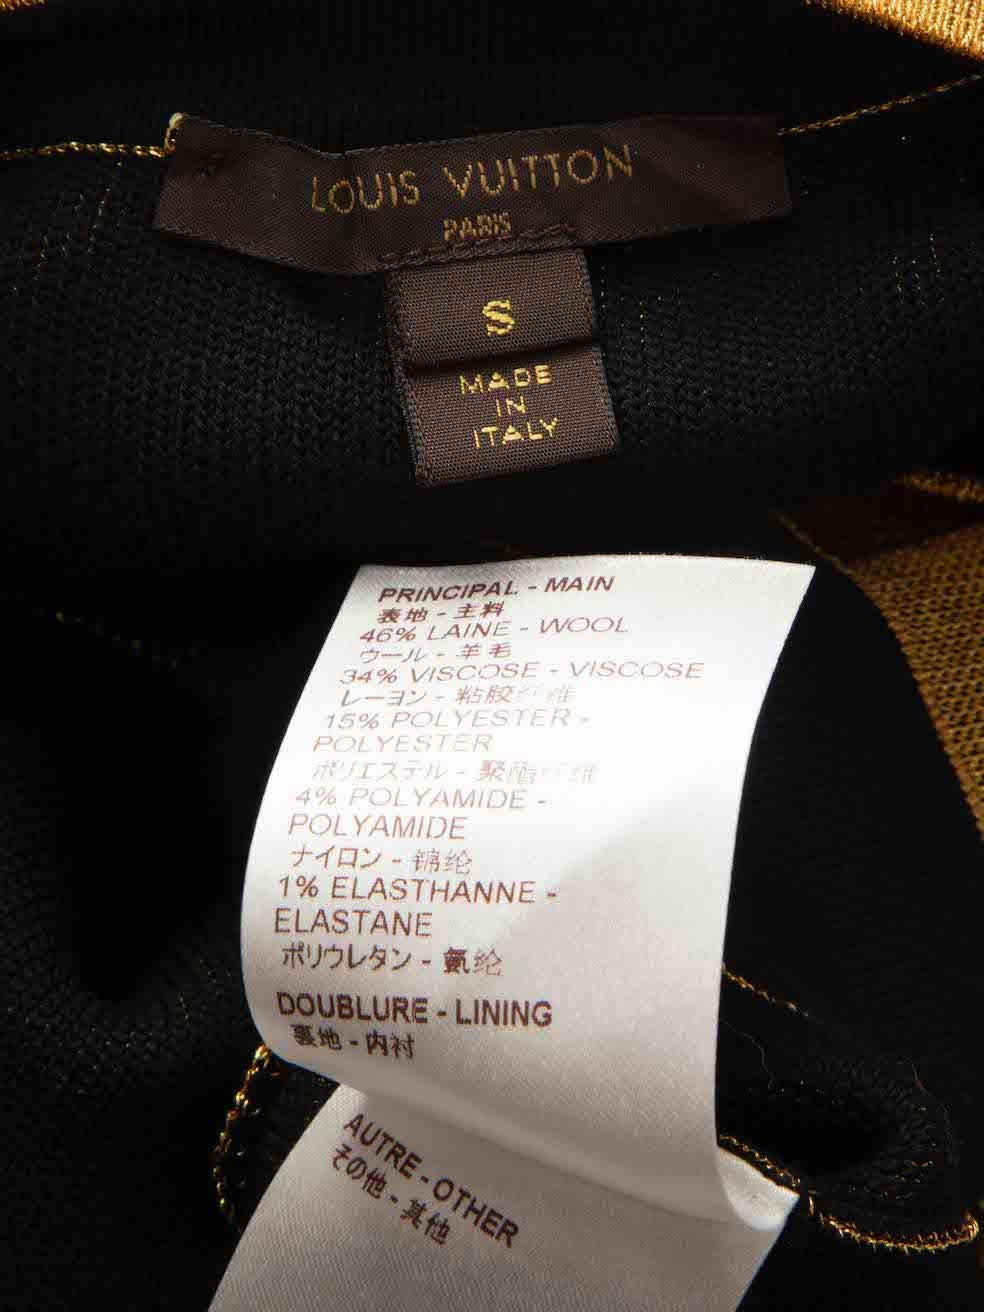 LOUIS VUITTON
PARIS
S
MADE
IN
ITALY
PRINCIPAL - MAIN
表地 - 主料
46% LAINE - WOOL
ウール - 羊毛
34% VISCOSE - VISCOSE
レーヨン - 粘胶纤维
15% POLYESTER -
POLYESTER
ポリエステル - 聚酯纤维
4% POLYAMIDE -
POLYAMIDE
ナイロン - 锦纶
1% ELASTHANNE -
ELASTANE
ポリウレタン - 氨纶
DOUBLURE - LINING
裏地 - 内衬
AUTRE - OTHER
その他 - 其他